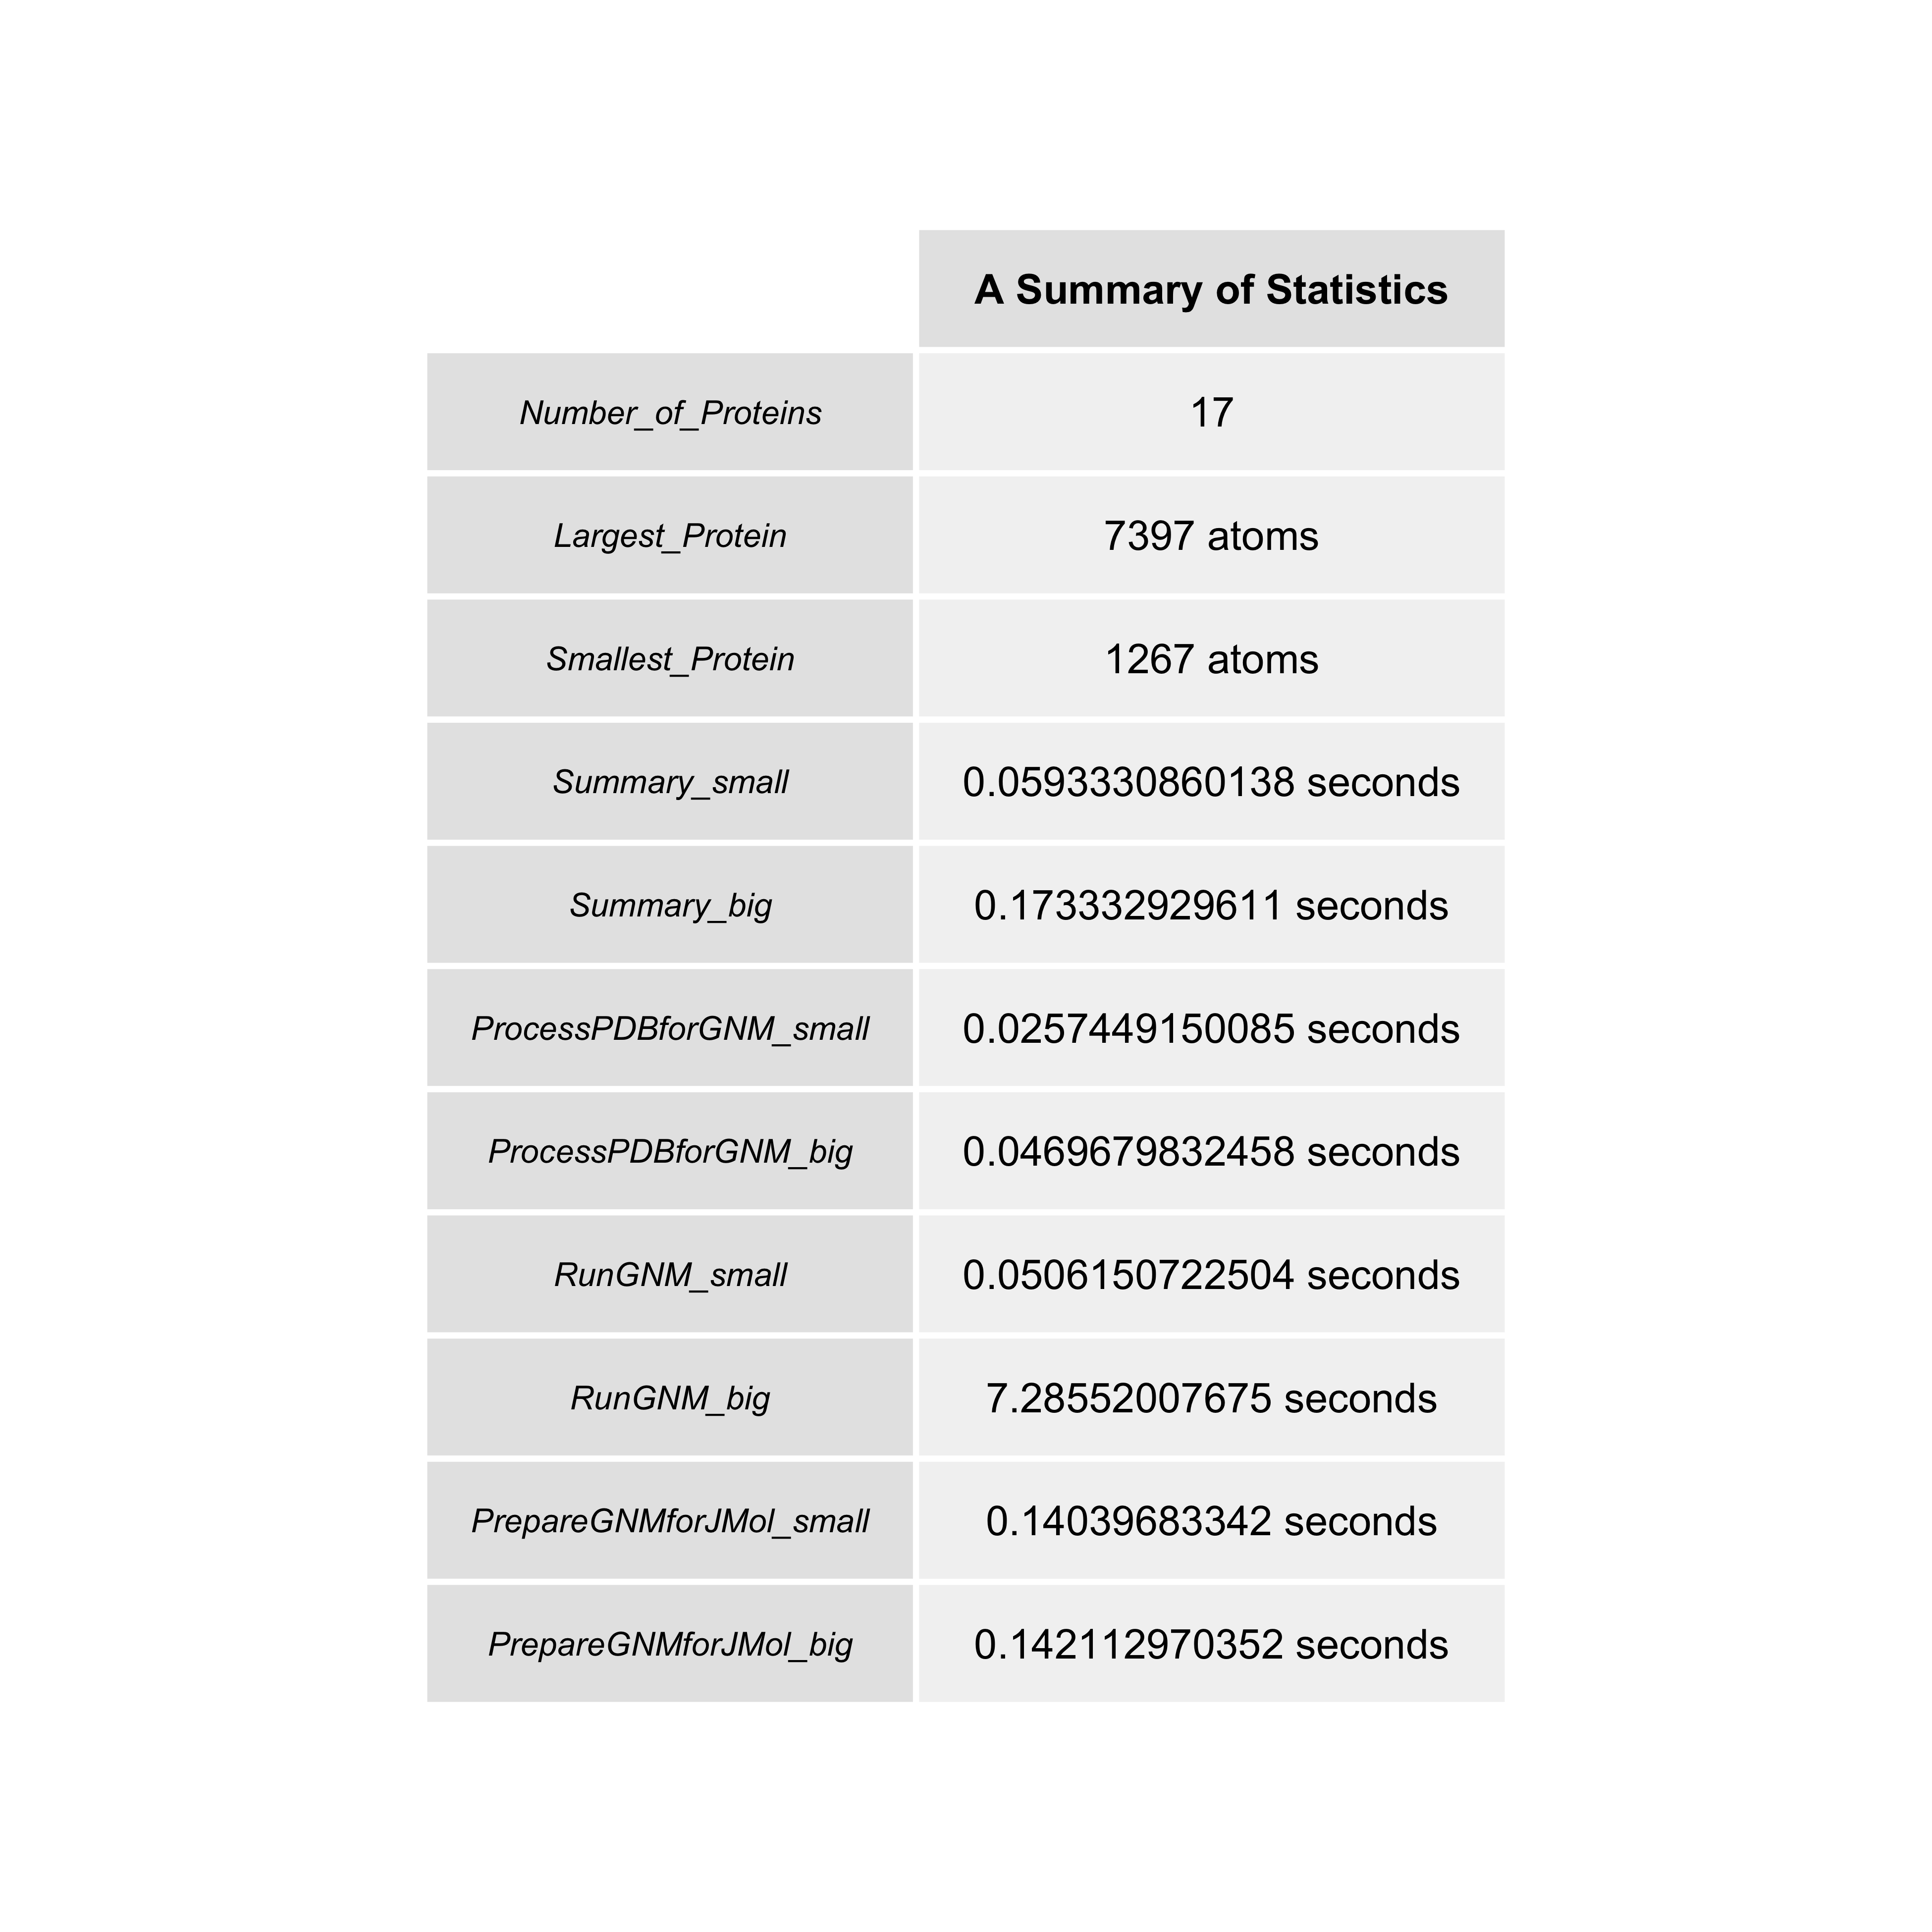 A Summary of Statistics
Number_of_Proteins 17
Largest_Protein 7397 atoms
Smallest_Protein 1267 atoms
Summary_small 0.0593330860138 seconds
Summary_big 0.173332929611 seconds
ProcessPDBforGNM_small 0.0257449150085 seconds
ProcessPDBforGNM_big 0.0469679832458 seconds
RunGNM_small 0.0506150722504 seconds
RunGNM_big 7.28552007675 seconds
PrepareGNMforJMol_small 0.14039683342 seconds
PrepareGNMforJMol_big 0.142112970352 seconds